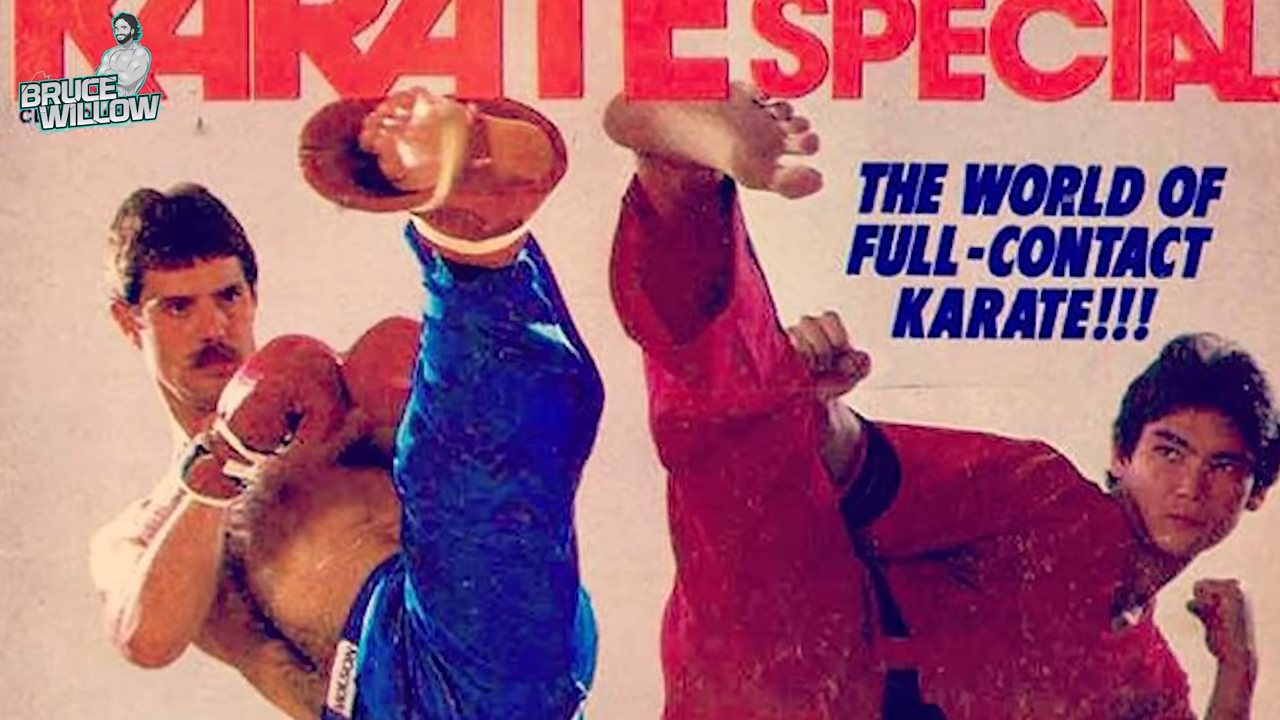 KARATE SPECIAL
BRUCE
WILLOW
THE WORLD OF
FULL-CONTACT
KARATE!!!